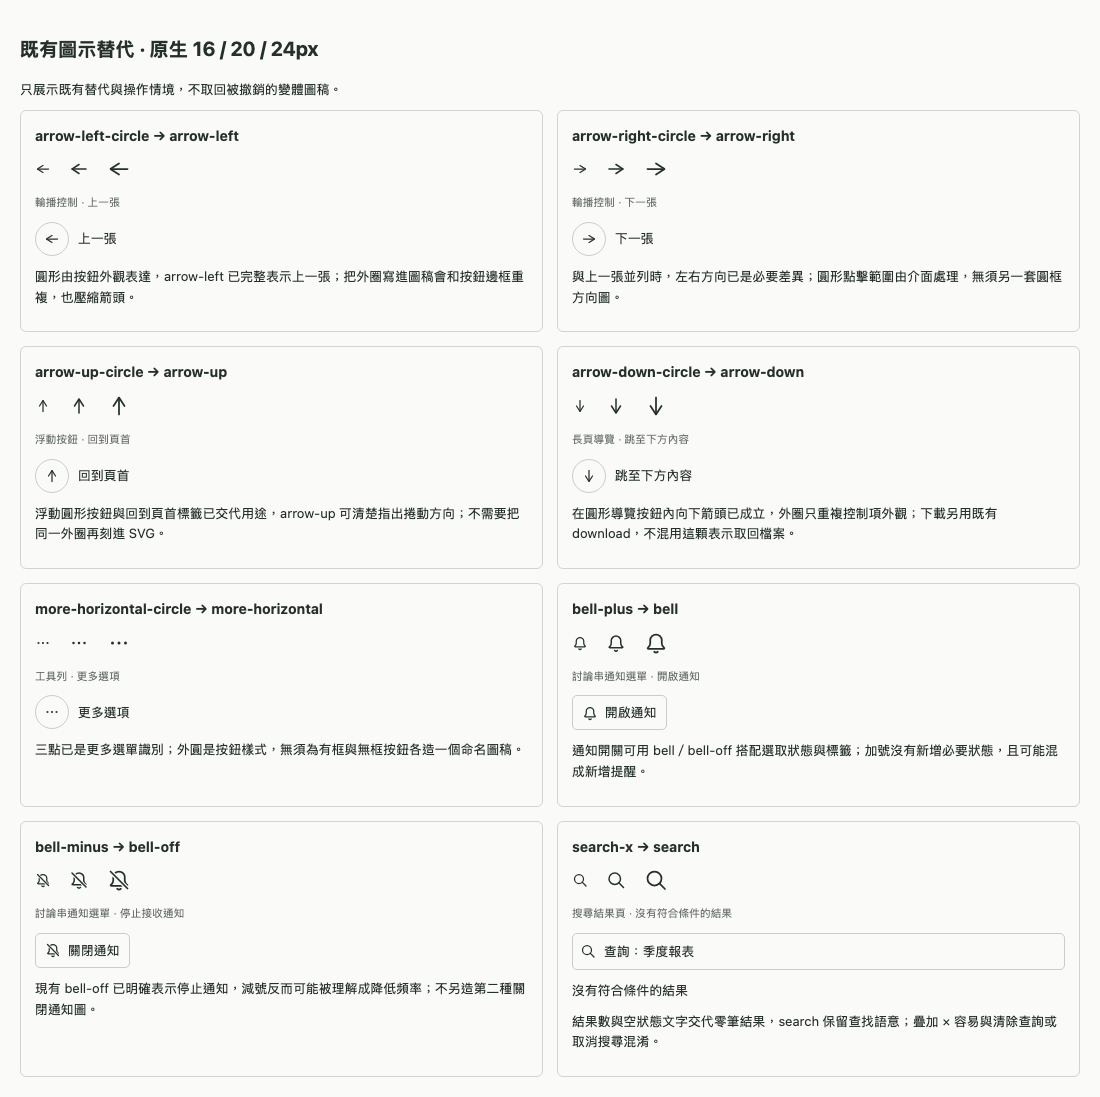 既有圖示替代 · 原生 16 / 20 / 24px
只展示既有替代與操作情境，不取回被撤銷的變體圖稿。
arrow-left-circle → arrow-left
輪播控制 · 上一張
上一張
圓形由按鈕外觀表達，arrow-left 已完整表示上一張；把外圈寫進圖稿會和按鈕邊框重
複，也壓縮箭頭。
arrow-right-circle → arrow-right
輪播控制 · 下一張
下一張
與上一張並列時，左右方向已是必要差異；圓形點擊範圍由介面處理，無須另一套圓框
方向圖。
arrow-up-circle → arrow-up
浮動按鈕 · 回到頁首
回到頁首
浮動圓形按鈕與回到頁首標籤已交代用途，arrow-up 可清楚指出捲動方向；不需要把
同一外圈再刻進 SVG。
arrow-down-circle → arrow-down
長頁導覽 · 跳至下方內容
跳至下方內容
在圓形導覽按鈕內向下箭頭已成立，外圈只重複控制項外觀；下載另用既有
download，不混用這顆表示取回檔案。
more-horizontal-circle → more-horizontal
工具列 · 更多選項
更多選項
三點已是更多選單識別；外圓是按鈕樣式，無須為有框與無框按鈕各造一個命名圖稿。
bell-plus → bell
討論串通知選單 · 開啟通知
開啟通知
通知開關可用 bell / bell-off 搭配選取狀態與標籤；加號沒有新增必要狀態，且可能混
成新增提醒。
bell-minus → bell-off
討論串通知選單 · 停止接收通知
關閉通知
現有 bell-off 已明確表示停止通知，減號反而可能被理解成降低頻率；不另造第二種關
閉通知圖。
search-x → search
搜尋結果頁 · 沒有符合條件的結果
查詢：季度報表
沒有符合條件的結果
結果數與空狀態文字交代零筆結果，search 保留查找語意；疊加 × 容易與清除查詢或
取消搜尋混淆。